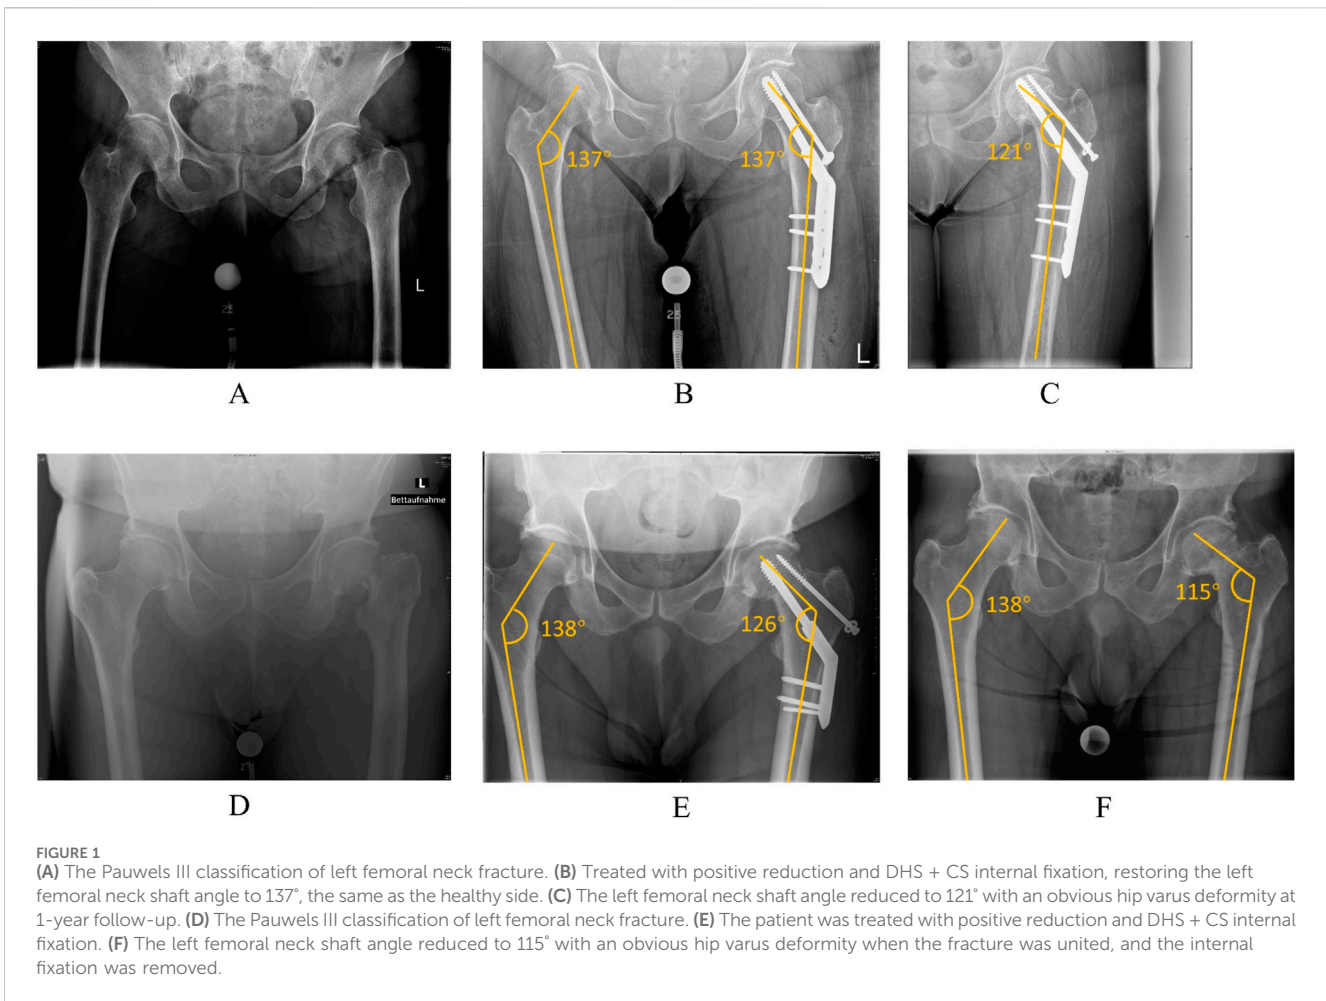 25
L
A
137°
137°
25
L
B
121°
C
L
Bettaufnahme
D
138°
126°
E
138°
115°
F
FIGURE 1
(A) The Pauwels III classification of left femoral neck fracture. (B) Treated with positive reduction and DHS + CS internal fixation, restoring the left
femoral neck shaft angle to 137°, the same as the healthy side. (C) The left femoral neck shaft angle reduced to 121° with an obvious hip varus deformity at
1-year follow-up. (D) The Pauwels III classification of left femoral neck fracture. (E) The patient was treated with positive reduction and DHS + CS internal
fixation. (F) The left femoral neck shaft angle reduced to 115° with an obvious hip varus deformity when the fracture was united, and the internal
fixation was removed.